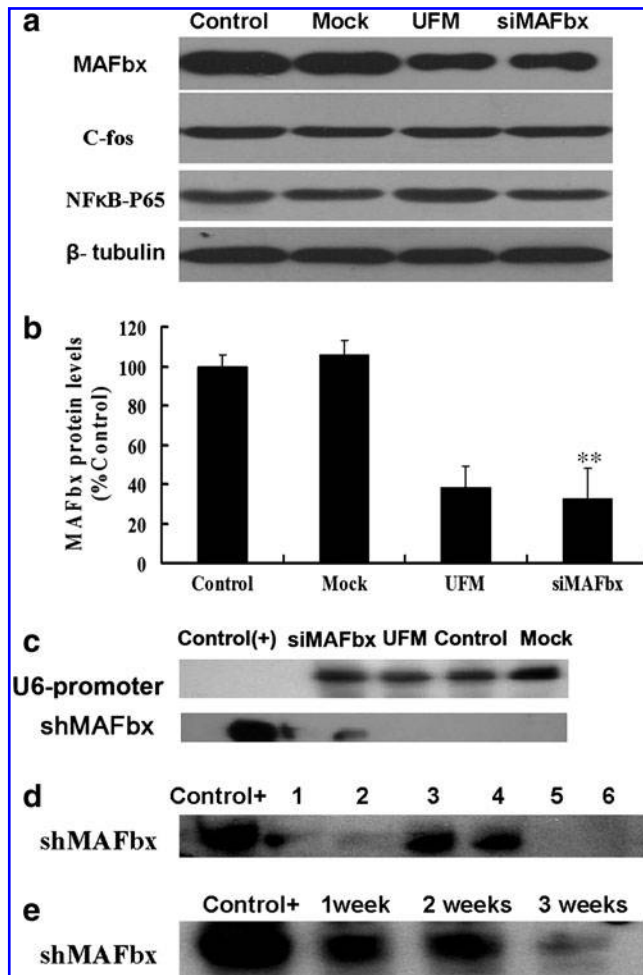 a
Control Mock UFM siMAFbx
MAFbx
C-fos
NFκB-P65
β- tubulin
b
MAFbx protein levels
(%Control)
120
100
80
60
40
20
0
**
Control Mock UFM siMAFbx
c
Control(+) siMAFbx UFM Control Mock
U6-promoter
shMAFbx
d
Control+ 1 2 3 4 5 6
shMAFbx
e
Control+ 1week 2 weeks 3 weeks
shMAFbx